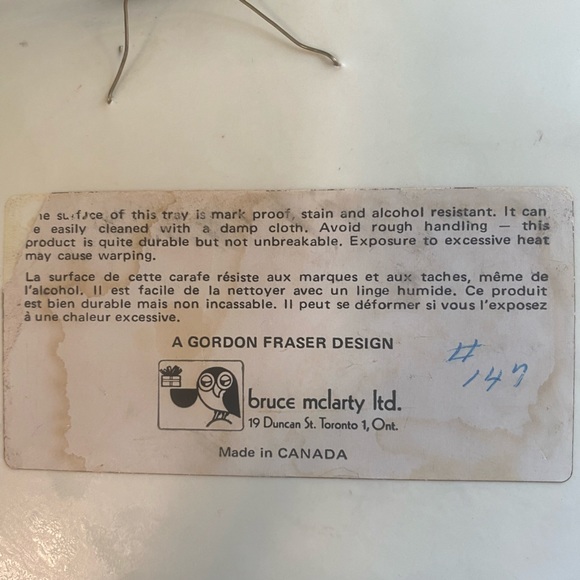 he surface of this tray is mark proof, stain and alcohol resistant. It can
e easily cleaned with a damp cloth. Avoid rough handling — this
product is quite durable but not unbreakable. Exposure to excessive heat
may cause warping.
La surface de cette carafe résiste aux marques et aux taches, même de
l'alcohol. Il est facile de la nettoyer avec un linge humide. Ce produit
est bien durable mais non incassable. Il peut se déformer si vous l'exposez
à une chaleur excessive.
A GORDON FRASER DESIGN
#
147
bruce mclarty ltd.
19 Duncan St. Toronto 1, Ont.
Made in CANADA